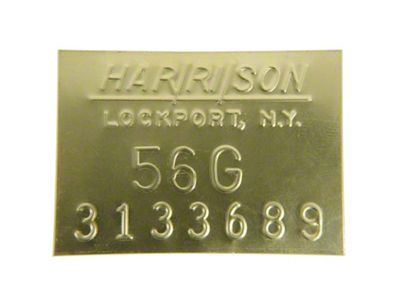 HARRISON
LOCKPORT, N.Y.
56G
3133689